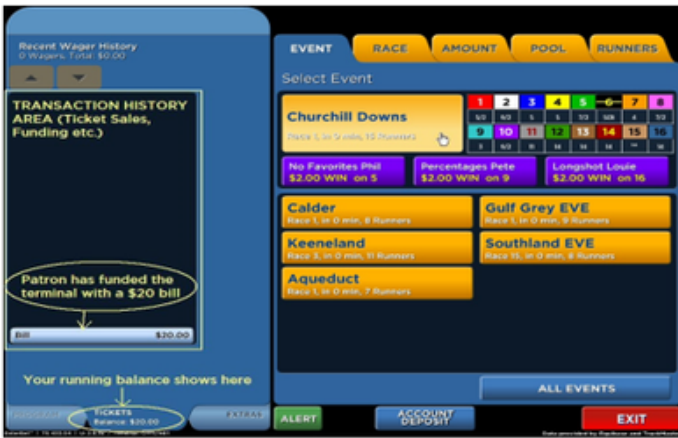 Recent Wager History
0 Wagers, Total: $0.00
TRANSACTION HISTORY
AREA (Ticket Sales,
Funding etc.)
Patron has funded the
terminal with a $20 bill
Bill $20.00
Your running balance shows here
TICKETS
Balance: $20.00
EXTRAS
EVENT RACE AMOUNT POOL RUNNERS
Select Event
Churchill Downs
Race 1, in 0 min, 15 Runners
1 2 3 4 5 6 7 8
9 10 11 12 13 14 15 16
No Favorites Phil
$2.00 WIN on 5
Percentages Pete
$2.00 WIN on 9
Longshot Louie
$2.00 WIN on 16
Calder
Race 1, in 0 min, 8 Runners
Gulf Grey EVE
Race 1, in 0 min, 9 Runners
Keeneland
Race 3, in 0 min, 11 Runners
Southland EVE
Race 15, in 0 min, 8 Runners
Aqueduct
Race 1, in 0 min, 7 Runners
ALL EVENTS
ALERT
ACCOUNT
DEPOSIT
EXIT